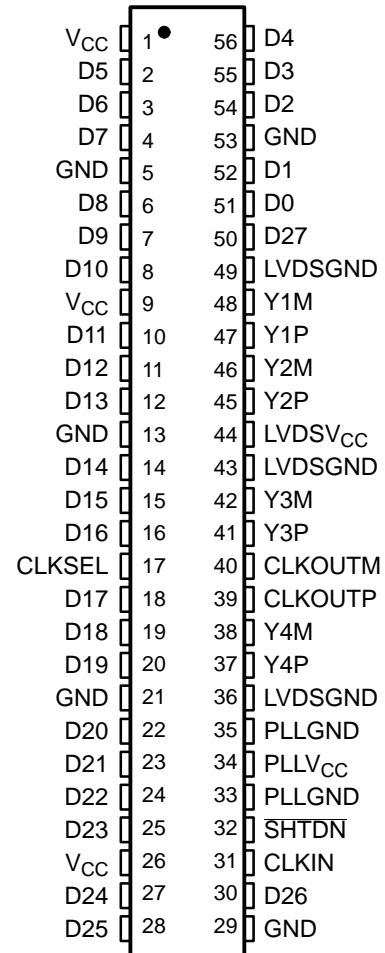 VCC 1 56 D4
D5 2 55 D3
D6 3 54 D2
D7 4 53 GND
GND 5 52 D1
D8 6 51 D0
D9 7 50 D27
D10 8 49 LVDSGND
VCC 9 48 Y1M
D11 10 47 Y1P
D12 11 46 Y2M
D13 12 45 Y2P
GND 13 44 LVDSVCC
D14 14 43 LVDSGND
D15 15 42 Y3M
D16 16 41 Y3P
CLKSEL 17 40 CLKOUTM
D17 18 39 CLKOUTP
D18 19 38 Y4M
D19 20 37 Y4P
GND 21 36 LVDSGND
D20 22 35 PLLGND
D21 23 34 PLLVCC
D22 24 33 PLLGND
D23 25 32 SHTDN
VCC 26 31 CLKIN
D24 27 30 D26
D25 28 29 GND